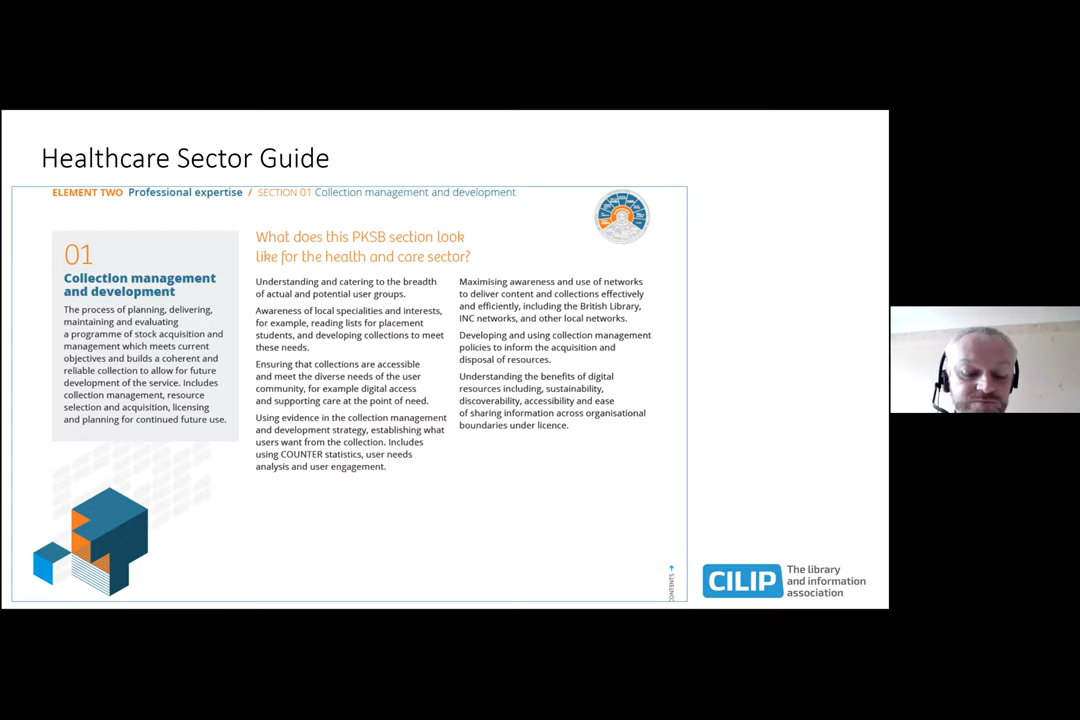 Healthcare Sector Guide
ELEMENT TWO Professional expertise / SECTION 01 Collection management and development
01
Collection management
and development
The process of planning, delivering,
maintaining and evaluating
a programme of stock acquisition and
management which meets current
objectives and builds a coherent and
reliable collection to allow for future
development of the service. Includes
collection management, resource
selection and acquisition, licensing
and planning for continued future use.
What does this PKSB section look
like for the health and care sector?
Understanding and catering to the breadth
of actual and potential user groups.
Awareness of local specialities and interests,
for example, reading lists for placement
students, and developing collections to meet
these needs.
Ensuring that collections are accessible
and meet the diverse needs of the user
community, for example digital access
and supporting care at the point of need.
Using evidence in the collection management
and development strategy, establishing what
users want from the collection. Includes
using COUNTER statistics, user needs
analysis and user engagement.
Maximising awareness and use of networks
to deliver content and collections effectively
and efficiently, including the British Library,
INC networks, and other local networks.
Developing and using collection management
policies to inform the acquisition and
disposal of resources.
Understanding the benefits of digital
resources including, sustainability,
discoverability, accessibility and ease
of sharing information across organisational
boundaries under licence.
CONTENTS
CILIP
The library
and information
association